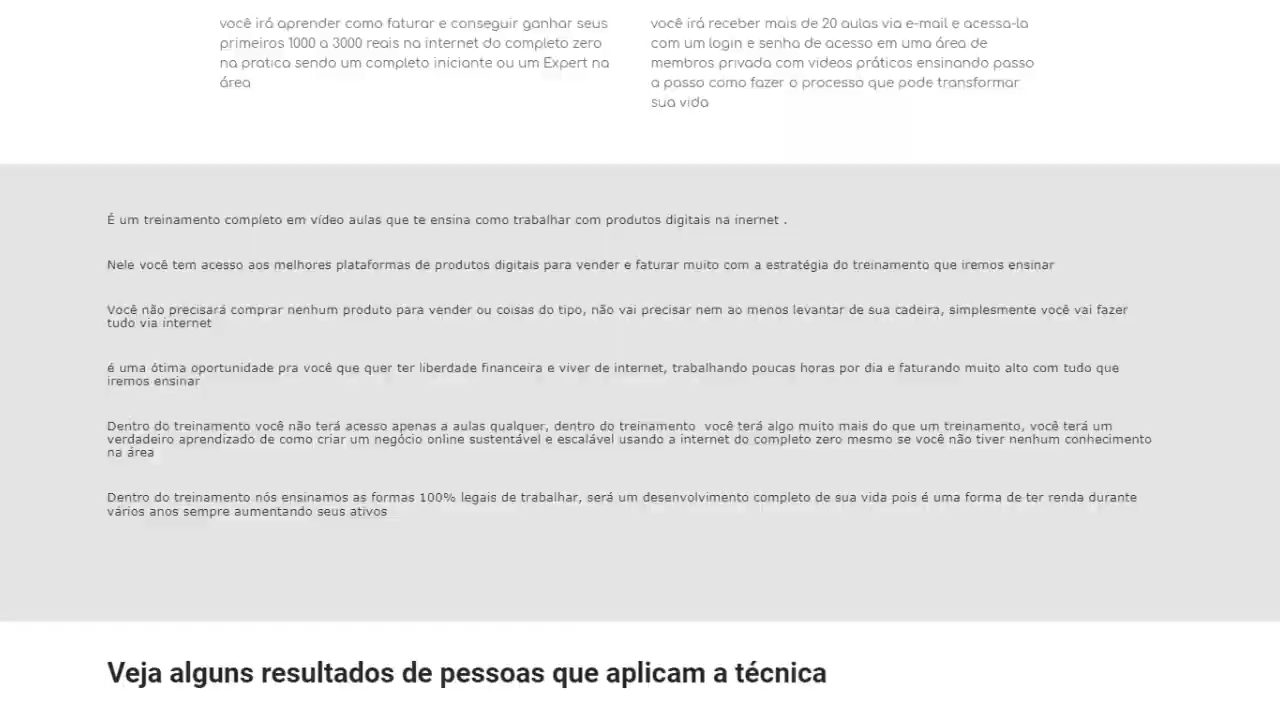 você irá aprender como faturar e conseguir ganhar seus
primeiros 1000 a 3000 reais na internet do completo zero
na pratica sendo um completo iniciante ou um Expert na
área
você irá receber mais de 20 aulas via e-mail e acessa-la
com um login e senha de acesso em uma área de
membros privada com videos práticos ensinando passo
a passo como fazer o processo que pode transformar
sua vida
É um treinamento completo em vídeo aulas que te ensina como trabalhar com produtos digitais na inernet .
Nele você tem acesso aos melhores plataformas de produtos digitais para vender e faturar muito com a estratégia do treinamento que iremos ensinar
Você não precisará comprar nenhum produto para vender ou coisas do tipo, não vai precisar nem ao menos levantar de sua cadeira, simplesmente você vai fazer
tudo via internet
é uma ótima oportunidade pra você que quer ter liberdade financeira e viver de internet, trabalhando poucas horas por dia e faturando muito alto com tudo que
iremos ensinar
Dentro do treinamento você não terá acesso apenas a aulas qualquer, dentro do treinamento  você terá algo muito mais do que um treinamento, você terá um
verdadeiro aprendizado de como criar um negócio online sustentável e escalável usando a internet do completo zero mesmo se você não tiver nenhum conhecimento
na área
Dentro do treinamento nós ensinamos as formas 100% legais de trabalhar, será um desenvolvimento completo de sua vida pois é uma forma de ter renda durante
vários anos sempre aumentando seus ativos
Veja alguns resultados de pessoas que aplicam a técnica